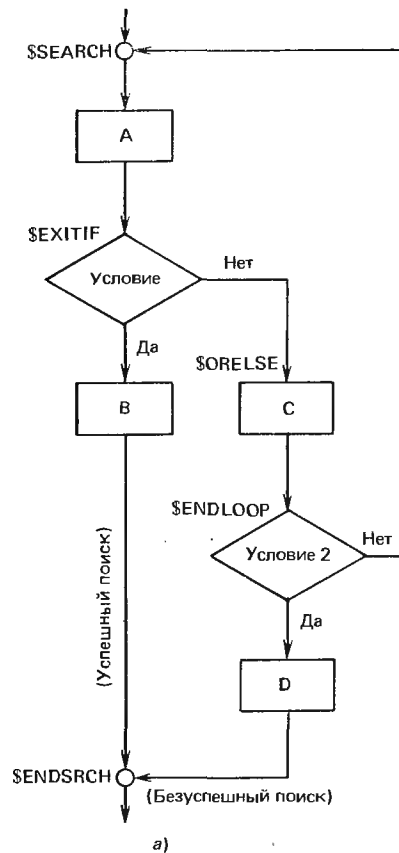 $SEARCH
A
$EXITIF
Условие
Нет
Да
$ORELSE
B
C
$ENDLOOP
Условие 2
Нет
Да
(Успешный поиск)
D
$ENDSRCH
(Безуспешный поиск)
а)